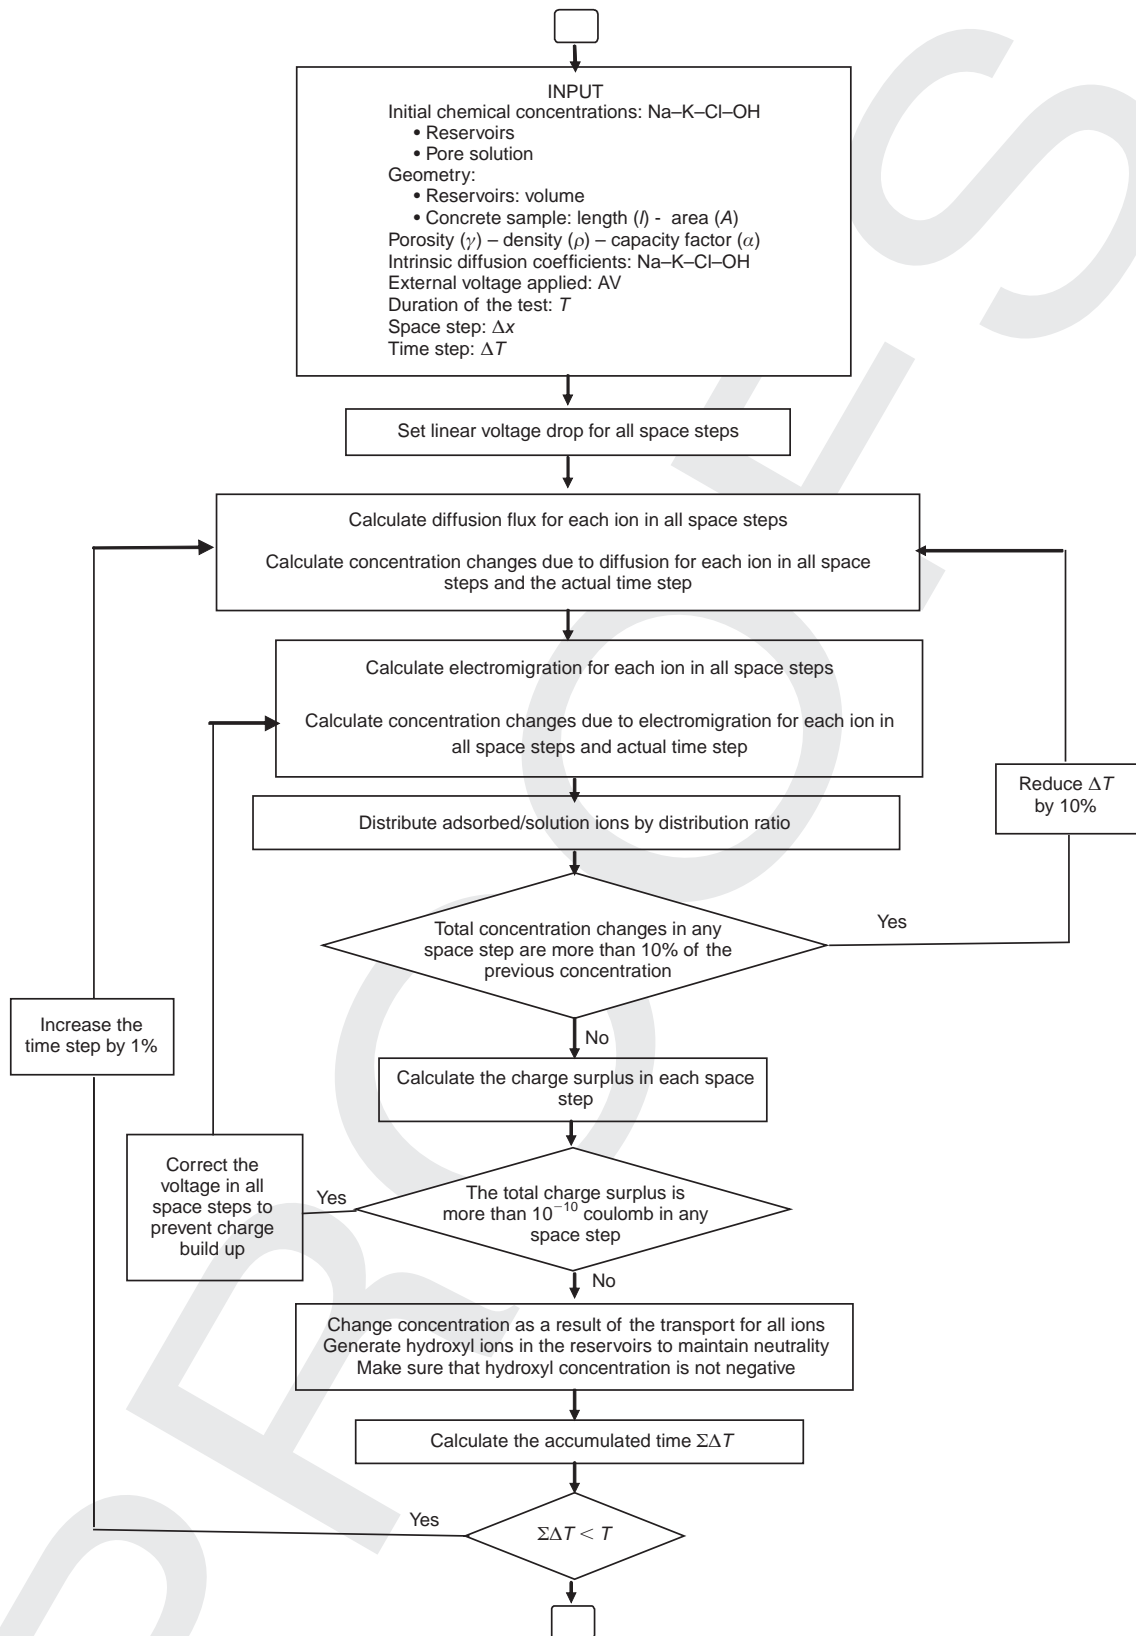 INPUT
Initial chemical concentrations: Na–K–Cl–OH
• Reservoirs
• Pore solution
Geometry:
• Reservoirs: volume
• Concrete sample: length (l) - area (A)
Porosity (γ) – density (ρ) – capacity factor (α)
Intrinsic diffusion coefficients: Na–K–Cl–OH
External voltage applied: AV
Duration of the test: T
Space step: Δx
Time step: ΔT
Set linear voltage drop for all space steps
Calculate diffusion flux for each ion in all space steps
Calculate concentration changes due to diffusion for each ion in all space
steps and the actual time step
Calculate electromigration for each ion in all space steps
Calculate concentration changes due to electromigration for each ion in
all space steps and actual time step
Reduce ΔT
by 10%
Distribute adsorbed/solution ions by distribution ratio
Total concentration changes in any
space step are more than 10% of the
previous concentration
Yes
No
Increase the
time step by 1%
Calculate the charge surplus in each space
step
Correct the
voltage in all
space steps to
prevent charge
build up
Yes
The total charge surplus is
more than 10⁻¹⁰ coulomb in any
space step
No
Change concentration as a result of the transport for all ions
Generate hydroxyl ions in the reservoirs to maintain neutrality
Make sure that hydroxyl concentration is not negative
Calculate the accumulated time ΣΔT
Yes
ΣΔT < T
PROOFS